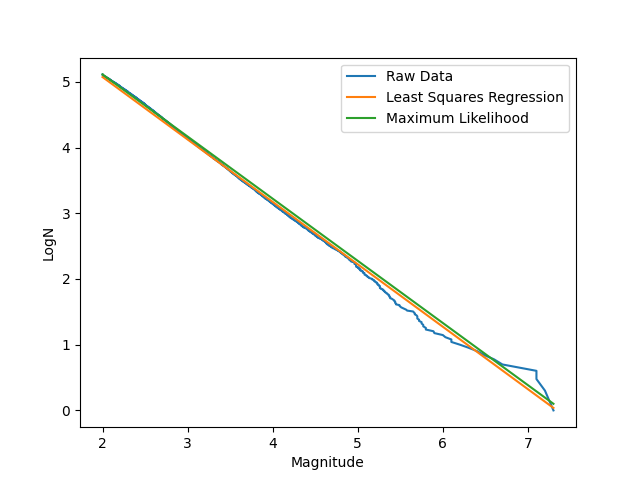 Raw Data
Least Squares Regression
Maximum Likelihood
5
4
3
2
1
0
LogN
2 3 4 5 6 7
Magnitude